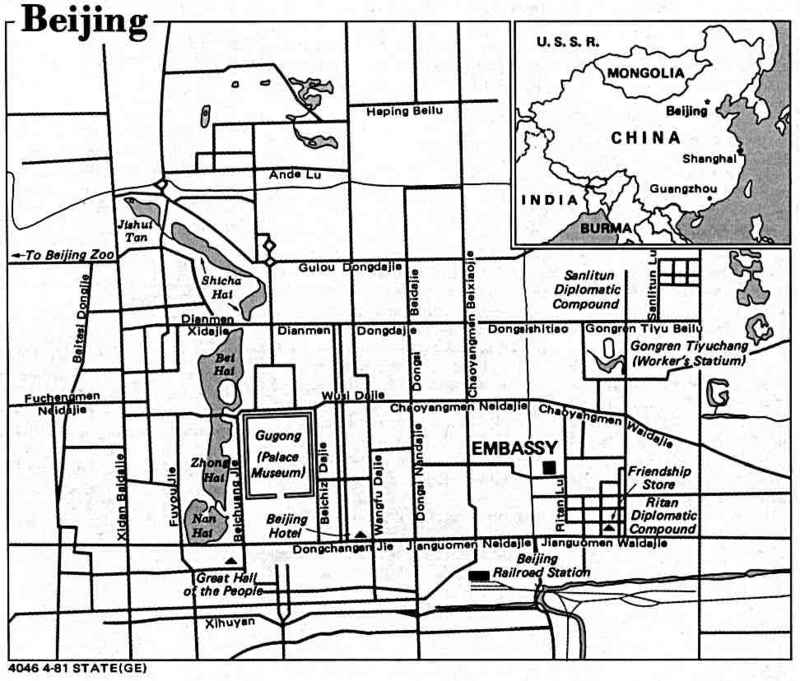 Beijing
U. S. S. R.
MONGOLIA
Beijing
CHINA
Shanghai
Guangzhou
INDIA
BURMA
Heping Beilu
Ande Lu
Jishui
Tan
←To Beijing Zoo
Shicha
Hai
Gulou Dongdajie
Beidajie
Chaoyangmen Beixiaojie
Sanlitun
Diplomatic
Compound
Sanlitun Lu
Baitasi Dongjie
Dianmen
Xidajie
Dianmen
Dongdajie
Dongsishitiao
Gongren Tiyu Beilu
Gongren Tiyuchang
(Worker's Statium)
Bei
Hai
Dongsi
Fuchengmen
Neidajie
Wusi Dajie
Chaoyangmen Neidajie
Chaoyangmen Waidajie
Gugong
(Palace
Museum)
Zhong
Hai
EMBASSY
Friendship
Store
Ritan
Diplomatic
Compound
Ritan Lu
Xidan Baidajie
Fuyou Jie
Nan
Hai
Beichuang Jie
Beichizi Dajie
Beijing
Hotel
Wangfu Dajie
Dongsi Nandajie
Dongchangan Jie
Jianguomen Neidajie
Jianguomen Waidajie
Great Hall
of the People
Beijing
Railroad Station
Xihuyan
4046 4-81 STATE(GE)